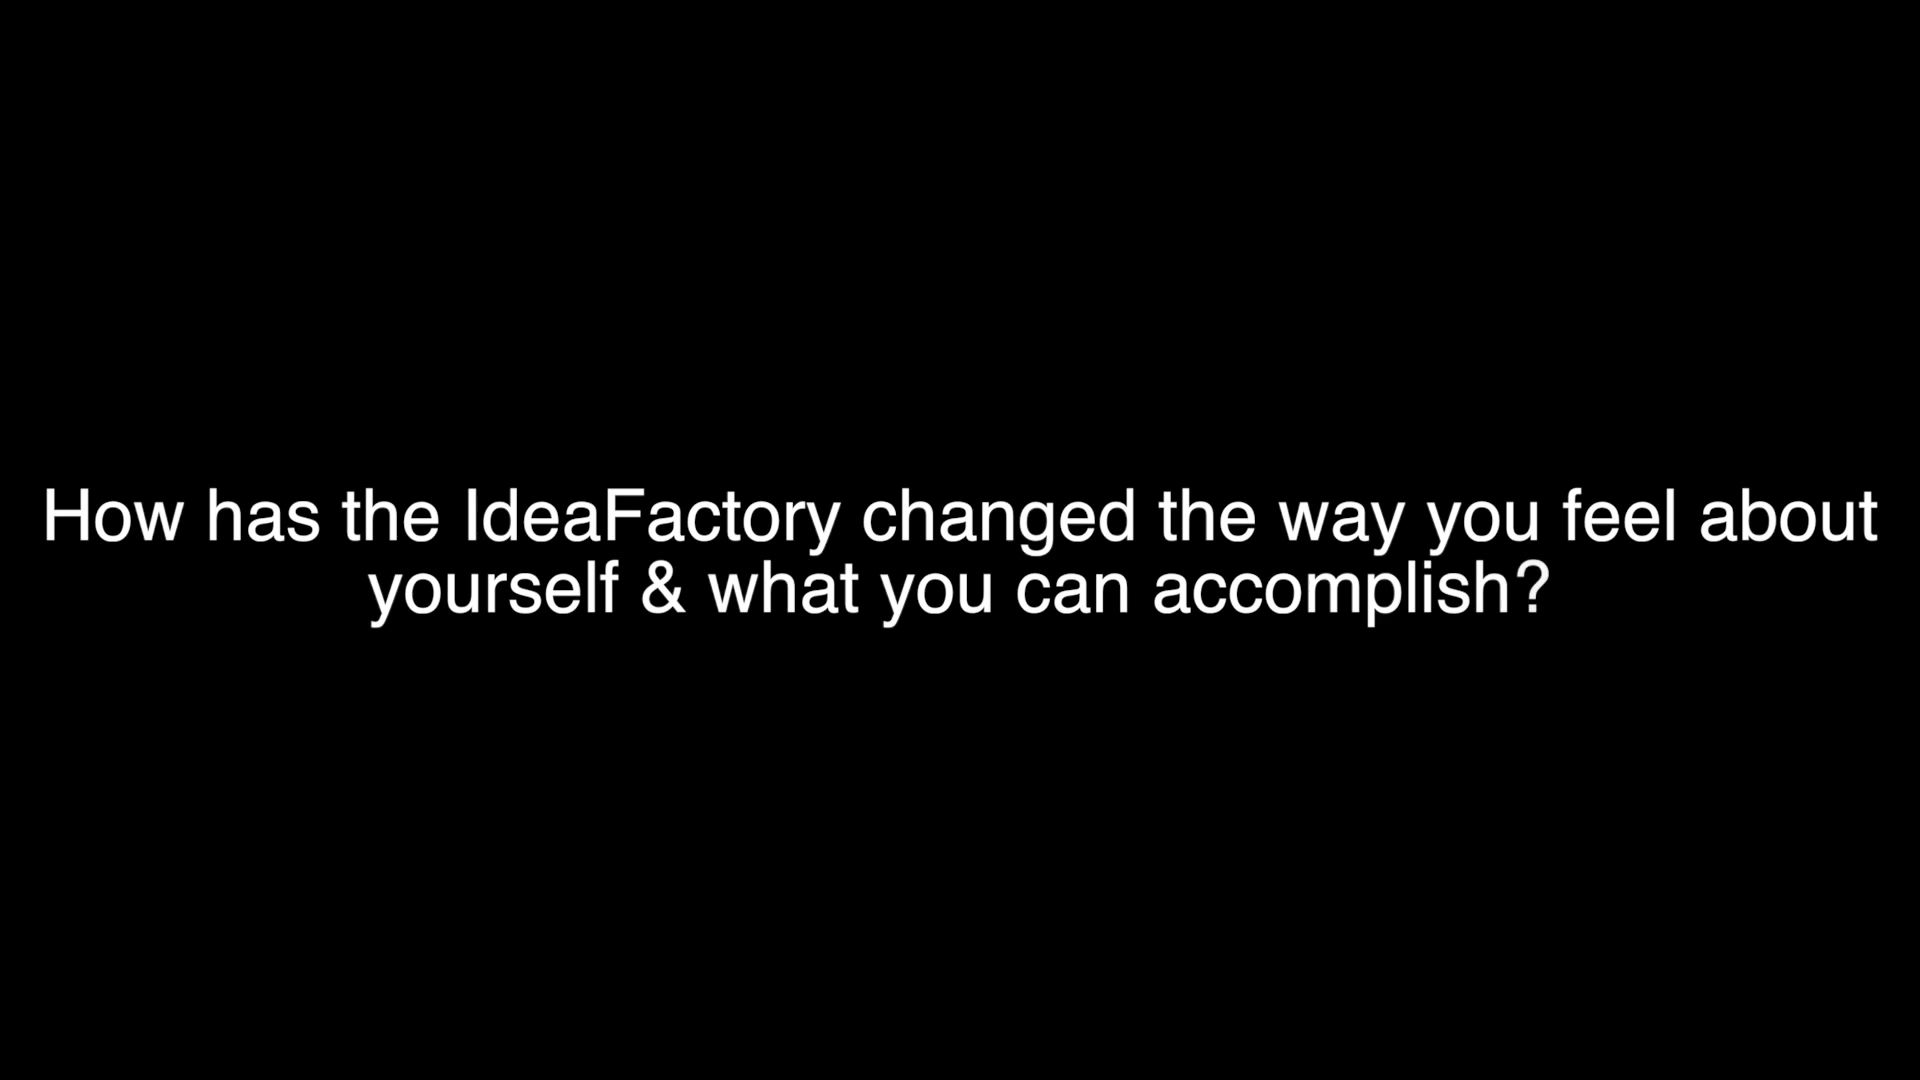 How has the IdeaFactory changed the way you feel about
yourself & what you can accomplish?